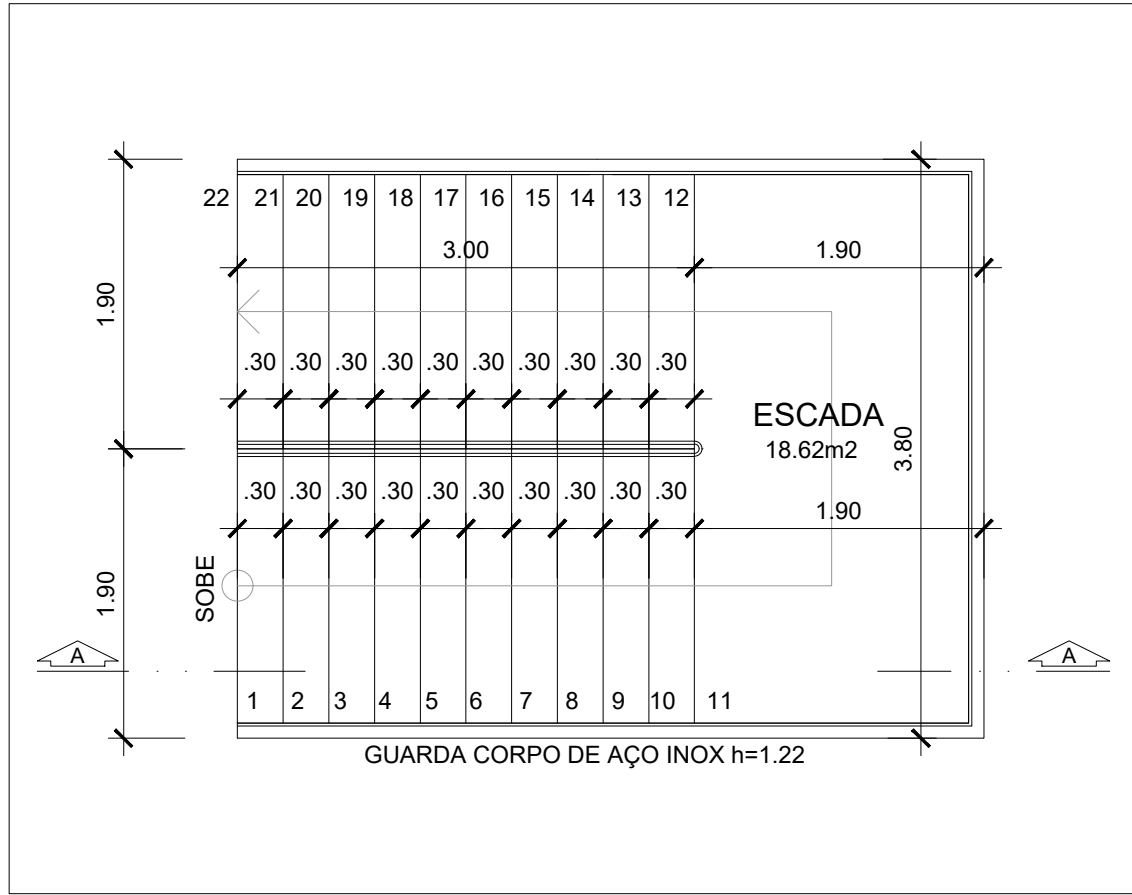 22 21 20 19 18 17 16 15 14 13 12
3.00 1.90
1.90
.30 .30 .30 .30 .30 .30 .30 .30 .30 .30
ESCADA
18.62m2
3.80
.30 .30 .30 .30 .30 .30 .30 .30 .30 .30
1.90
SOBE
1.90
A A
1 2 3 4 5 6 7 8 9 10 11
GUARDA CORPO DE AÇO INOX h=1.22